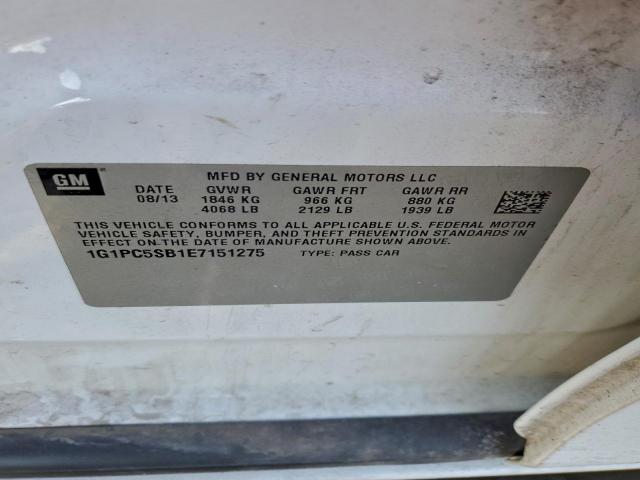 GM
MFD BY GENERAL MOTORS LLC
DATE GVWR GAWR FRT GAWR RR
08/13 1846 KG 966 KG 880 KG
4068 LB 2129 LB 1939 LB
THIS VEHICLE CONFORMS TO ALL APPLICABLE U.S. FEDERAL MOTOR
VEHICLE SAFETY, BUMPER, AND THEFT PREVENTION STANDARDS IN
EFFECT ON THE DATE OF MANUFACTURE SHOWN ABOVE.
1G1PC5SB1E7151275 TYPE: PASS CAR